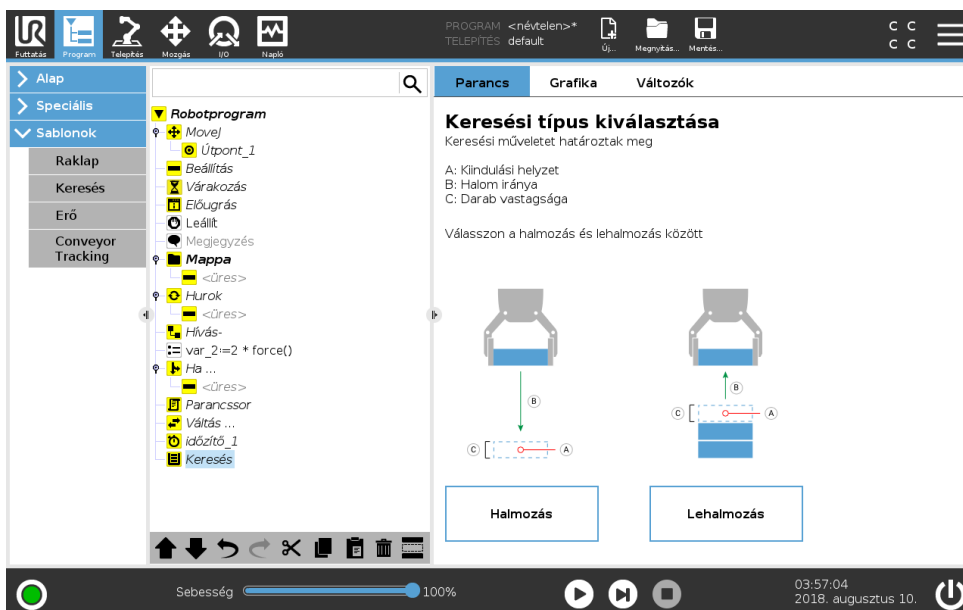 Futtatás
Program
Telepítés
Mozgás
I/O
Napló
PROGRAM <névtelen>*
TELEPÍTÉS default
Új...
Megnyitás...
Mentés...
C C
C C
Alap
Speciális
Sablonok
Raklap
Keresés
Erő
Conveyor
Tracking
Robotprogram
MoveJ
Útpont_1
Beállítás
Várakozás
Előugrás
Leállít
Megjegyzés
Mappa
<üres>
Hurok
<üres>
Hívás-
var_2≔2 * force()
Ha ...
<üres>
Parancssor
Váltás ...
időzítő_1
Keresés
Parancs
Grafika
Változók
Keresési típus kiválasztása
Keresési műveletet határoztak meg
A: Kiindulási helyzet
B: Halom iránya
C: Darab vastagsága
Válasszon a halmozás és lehalmozás között
B
C
A
B
C
A
Halmozás
Lehalmozás
Sebesség
100%
03:57:04
2018. augusztus 10.